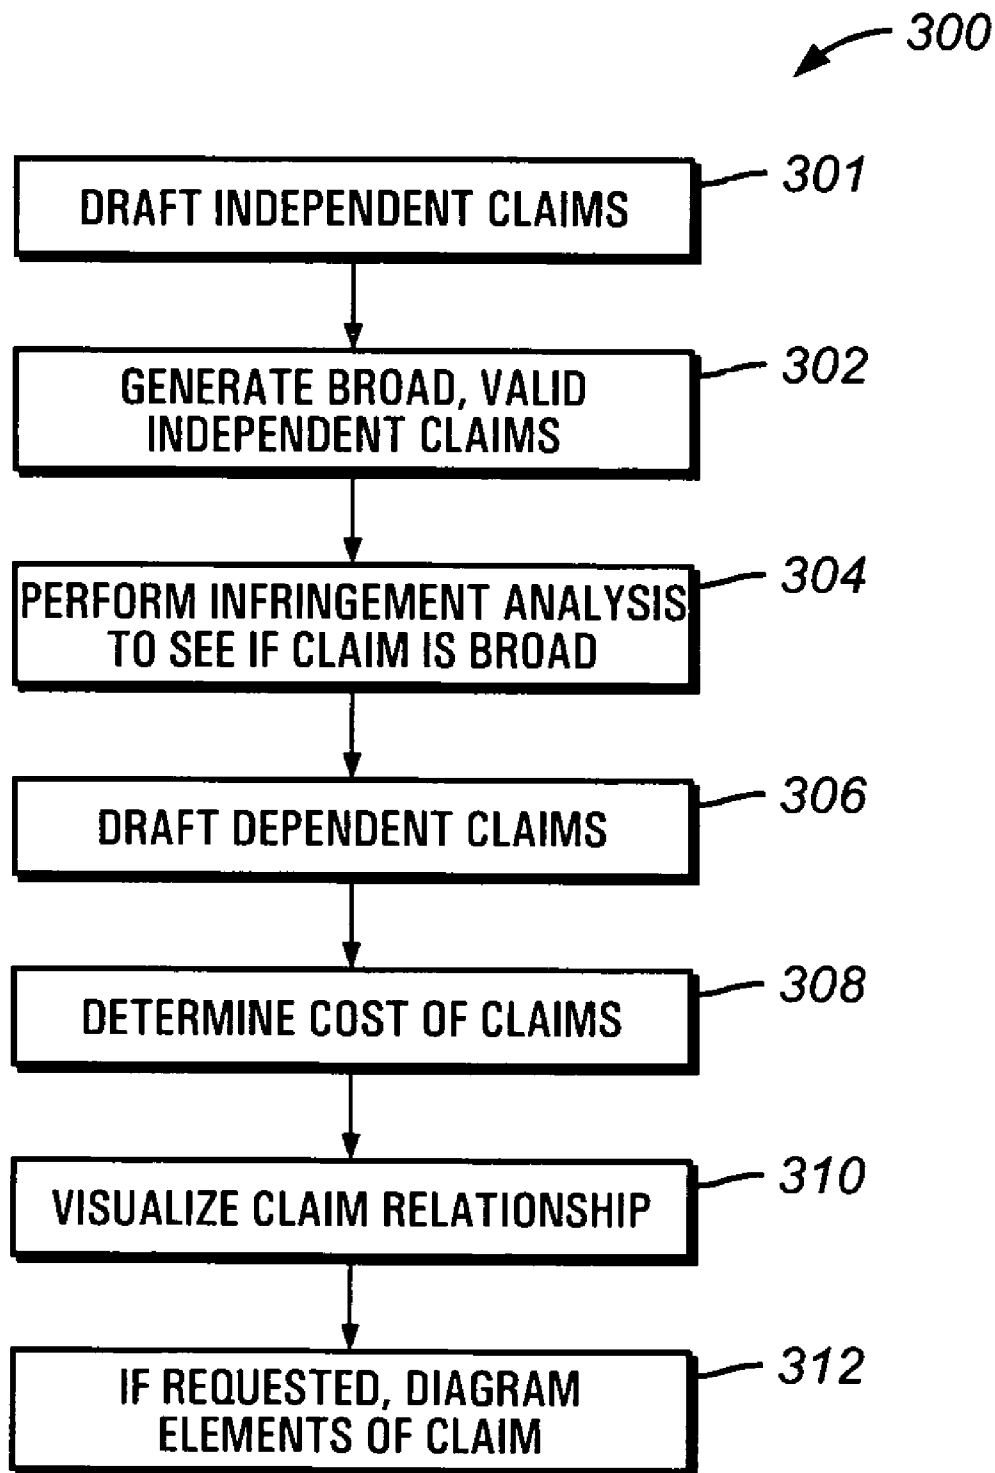 300
DRAFT INDEPENDENT CLAIMS
301
GENERATE BROAD, VALID
INDEPENDENT CLAIMS
302
PERFORM INFRINGEMENT ANALYSIS
TO SEE IF CLAIM IS BROAD
304
DRAFT DEPENDENT CLAIMS
306
DETERMINE COST OF CLAIMS
308
VISUALIZE CLAIM RELATIONSHIP
310
IF REQUESTED, DIAGRAM
ELEMENTS OF CLAIM
312